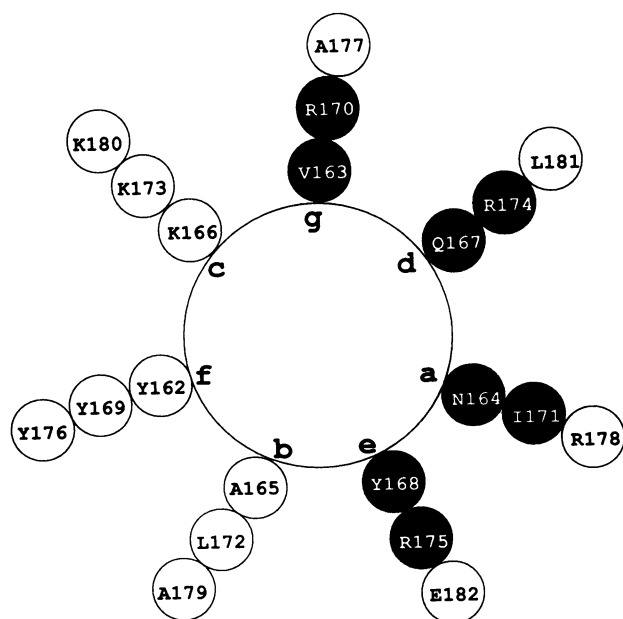 A177
R170
V163
g
K180
K173
K166
c
L181
R174
Q167
d
Y162
Y169
Y176
f
a
N164
I171
R178
b
A165
L172
A179
e
Y168
R175
E182